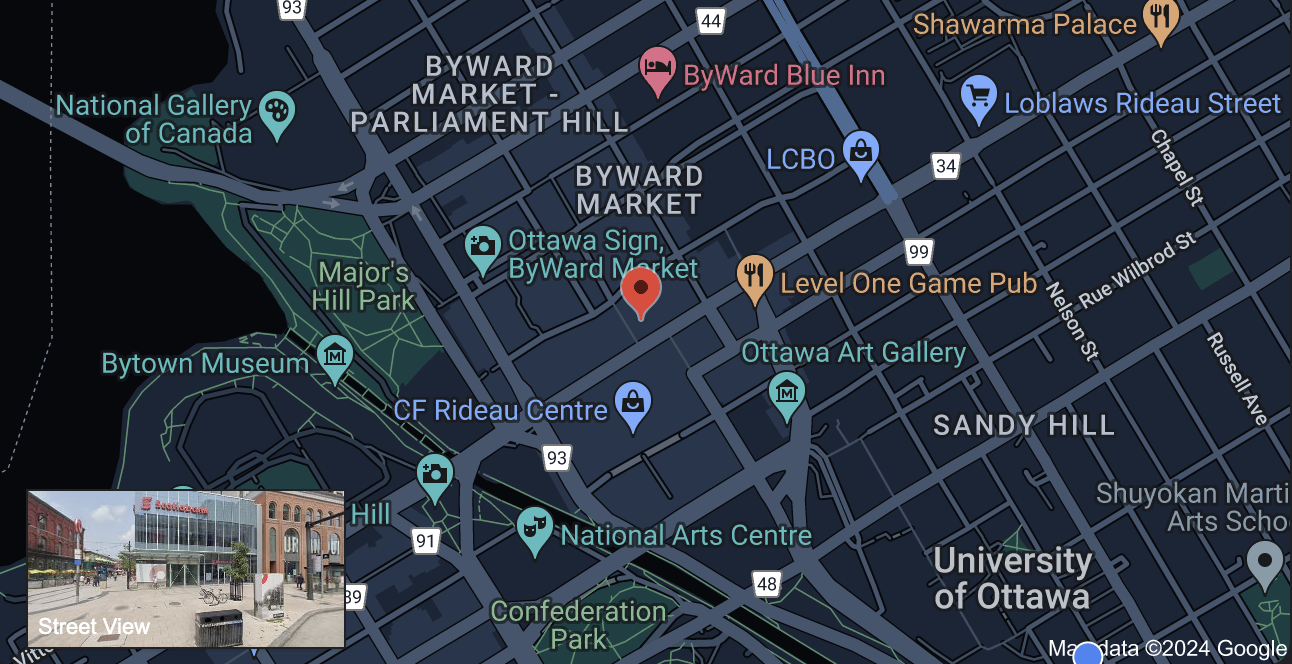 93
44
Shawarma Palace
BYWARD
MARKET -
PARLIAMENT HILL
ByWard Blue Inn
National Gallery
of Canada
Loblaws Rideau Street
LCBO
34
Chapel St
BYWARD
MARKET
Ottawa Sign,
ByWard Market
99
Rue Wilbrod St
Major's
Hill Park
Level One Game Pub
Nelson St
Bytown Museum
Ottawa Art Gallery
Russell Ave
CF Rideau Centre
SANDY HILL
93
Hill
Shuyokan Marti
Arts Scho
91
National Arts Centre
Scotiabank
University
of Ottawa
48
89
Confederation
Park
Street View
Map data ©2024 Google